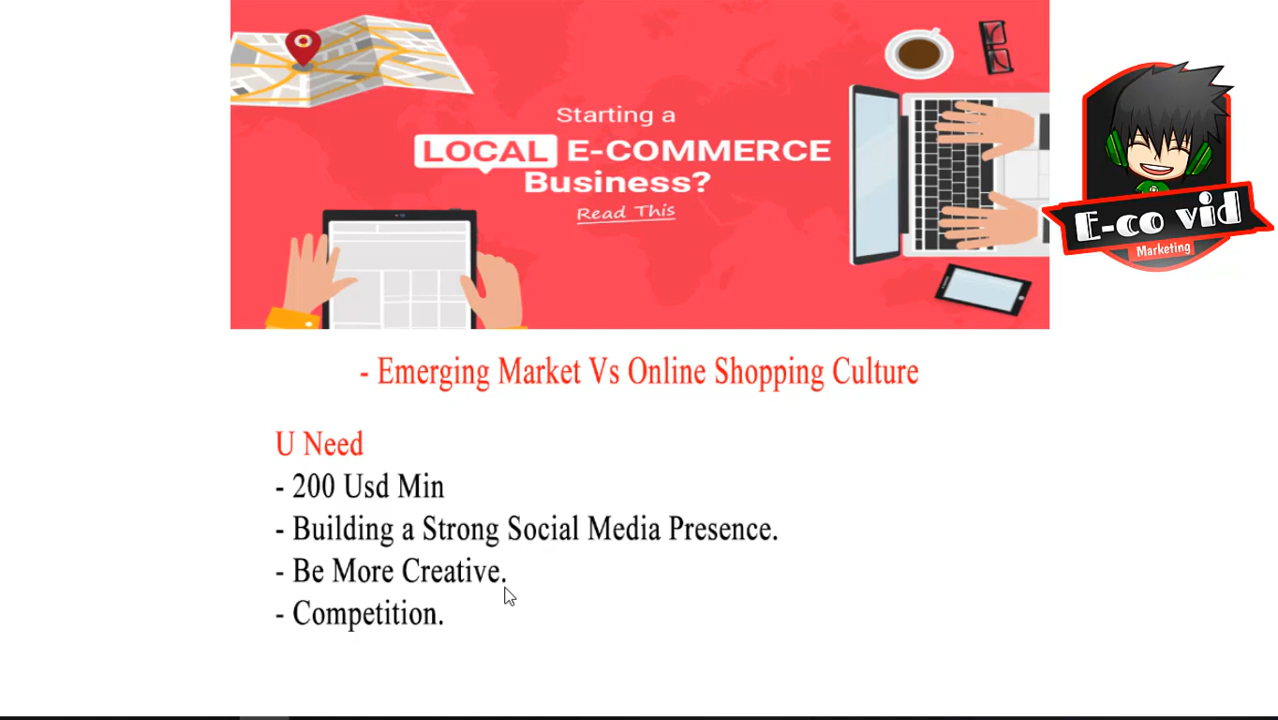 Starting a
LOCAL E-COMMERCE
Business?
Read This
E-co vid
Marketing
- Emerging Market Vs Online Shopping Culture
U Need
- 200 Usd Min
- Building a Strong Social Media Presence.
- Be More Creative.
- Competition.